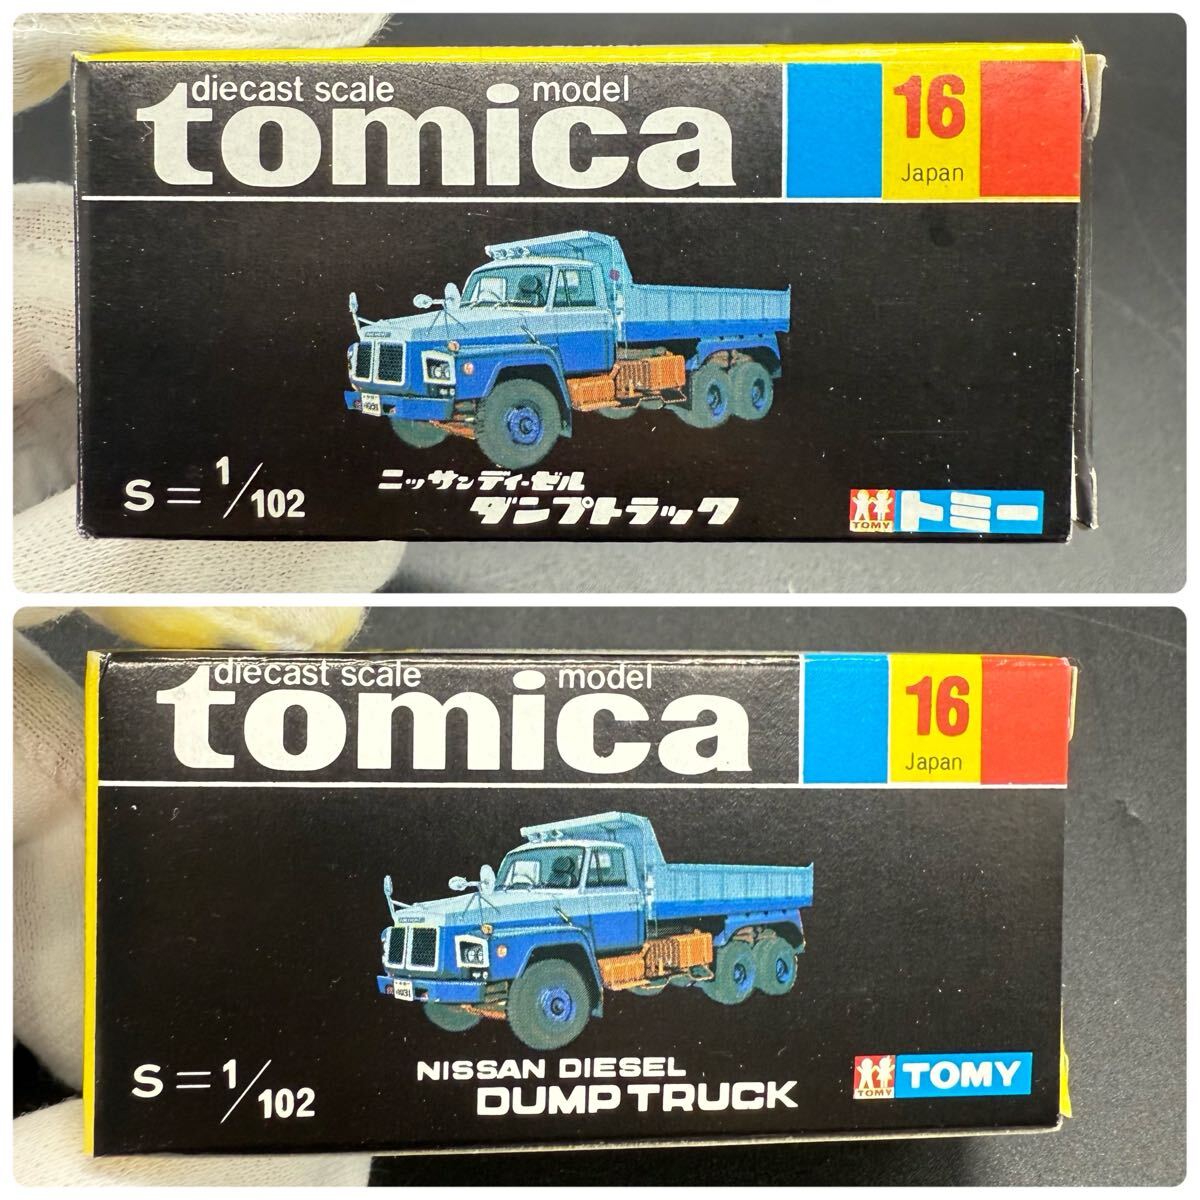 diecast scale model
tomica
16
Japan
S=1/102
ニッサンディーゼル
ダンプトラック
TOMY
トミー
diecast scale model
tomica
16
Japan
S=1/102
NISSAN DIESEL
DUMP TRUCK
TOMY
TOMY